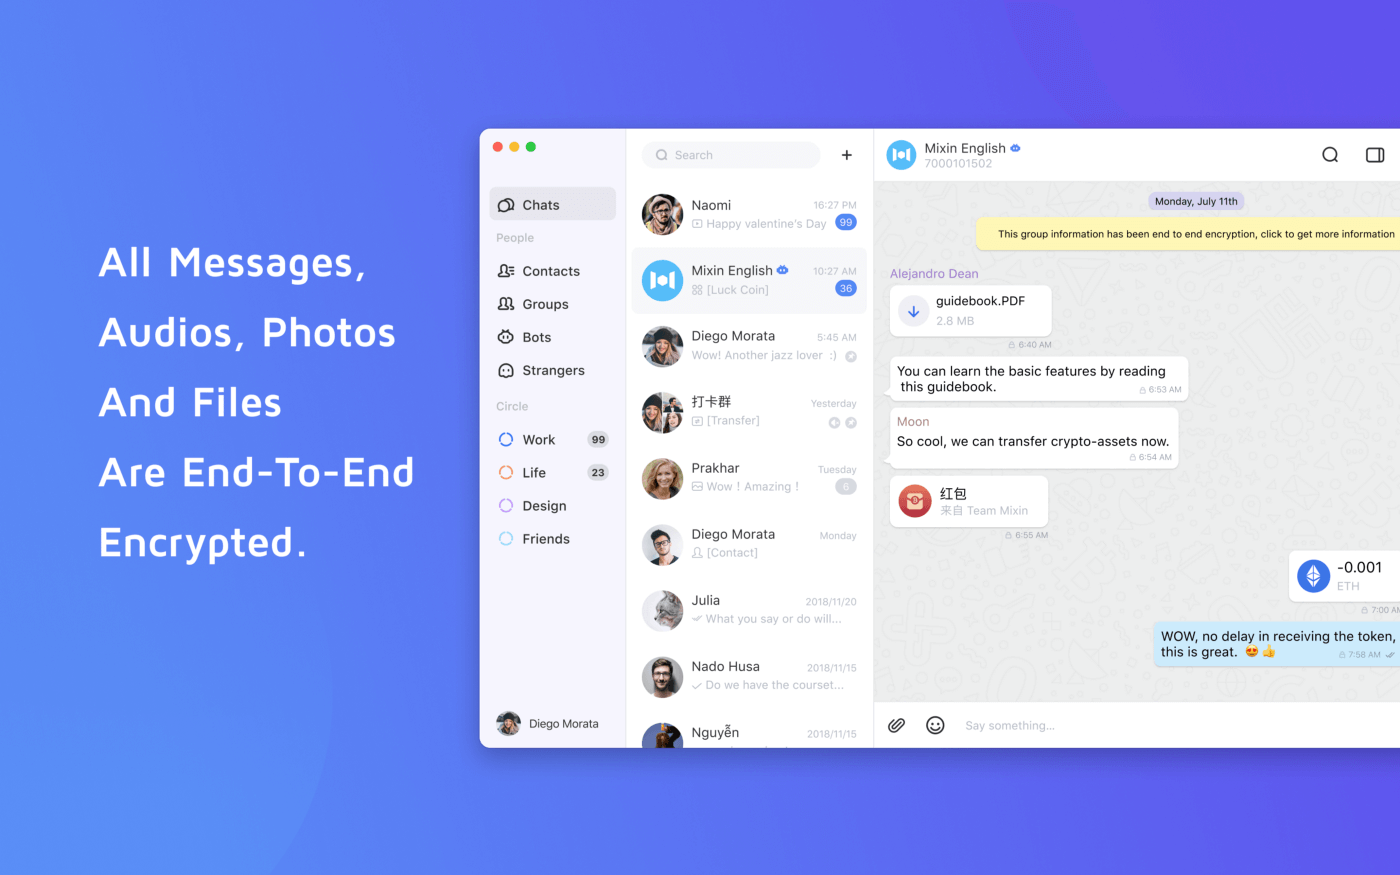 All Messages,
Audios, Photos
And Files
Are End-To-End
Encrypted.
Chats
People
Contacts
Groups
Bots
Strangers
Circle
Work 99
Life 23
Design
Friends
Diego Morata
Search
Naomi 16:27 PM
Happy valentine's Day 99
Mixin English 10:27 AM
[Luck Coin] 36
Diego Morata 5:45 AM
Wow! Another jazz lover :)
打卡群 Yesterday
[Transfer]
Prakhar Tuesday
Wow ! Amazing ! 6
Diego Morata Monday
[Contact]
Julia 2018/11/20
What you say or do will...
Nado Husa 2018/11/15
Do we have the courset...
Nguyễn 2018/11/15
Mixin English
7000101502
Monday, July 11th
This group information has been end to end encryption, click to get more information
Alejandro Dean
guidebook.PDF
2.8 MB
6:40 AM
You can learn the basic features by reading
this guidebook.
6:53 AM
Moon
So cool, we can transfer crypto-assets now.
6:54 AM
红包
来自 Team Mixin
6:55 AM
-0.001
ETH
7:00 AM
WOW, no delay in receiving the token,
this is great. 😍👍
7:58 AM
Say something...